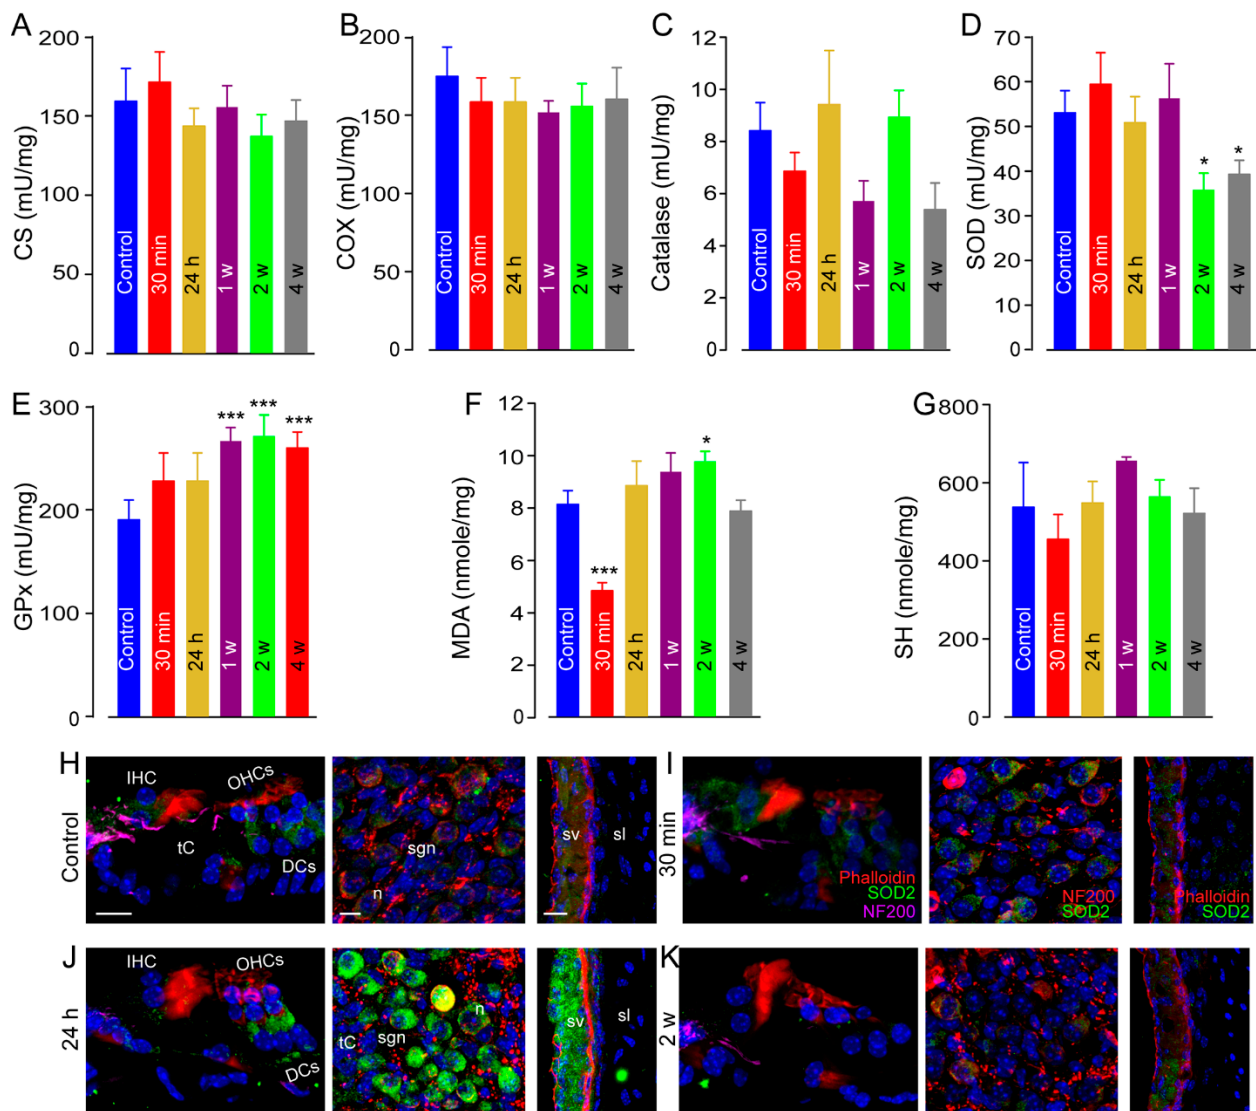 A
CS (mU/mg)
200
150
100
50
0
Control
30 min
24 h
1 w
2 w
4 w
B
COX (mU/mg)
200
150
100
50
0
Control
30 min
24 h
1 w
2 w
4 w
C
Catalase (mU/mg)
12
10
8
6
4
2
0
Control
30 min
24 h
1 w
2 w
4 w
D
SOD (mU/mg)
70
60
50
40
30
20
10
0
Control
30 min
24 h
1 w
2 w
4 w
*
*
E
GPx (mU/mg)
300
200
100
0
Control
30 min
24 h
1 w
2 w
4 w
***
***
***
F
MDA (nmole/mg)
12
10
8
6
4
2
0
Control
30 min
24 h
1 w
2 w
4 w
***
*
G
SH (nmole/mg)
800
600
400
200
0
Control
30 min
24 h
1 w
2 w
4 w
H
Control
IHC
OHCs
tC
DCs
sgn
n
sv
sl
I
30 min
Phalloidin
SOD2
NF200
NF200
SOD2
Phalloidin
SOD2
J
24 h
IHC
OHCs
DCs
tC
sgn
n
sv
sl
K
2 w